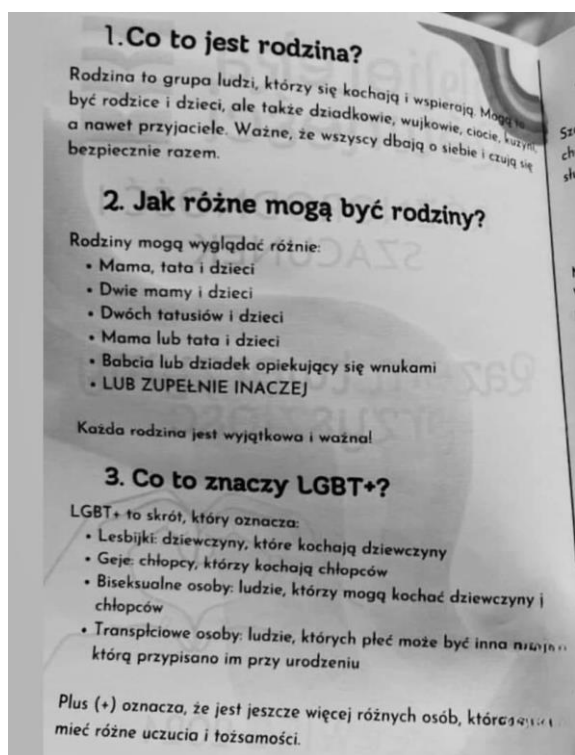 1.Co to jest rodzina?
Rodzina to grupa ludzi, którzy się kochają i wspierają. Mogą to
być rodzice i dzieci, ale także dziadkowie, wujkowie, ciocie, kuzyni,
a nawet przyjaciele. Ważne, że wszyscy dbają o siebie i czują się
bezpiecznie razem.
2. Jak różne mogą być rodziny?
Rodziny mogą wyglądać różnie:
• Mama, tata i dzieci
• Dwie mamy i dzieci
• Dwóch tatusiów i dzieci
• Mama lub tata i dzieci
• Babcia lub dziadek opiekujący się wnukami
• LUB ZUPEŁNIE INACZEJ
Każda rodzina jest wyjątkowa i ważna!
3. Co to znaczy LGBT+?
LGBT+ to skrót, który oznacza:
• Lesbijki: dziewczyny, które kochają dziewczyny
• Geje: chłopcy, którzy kochają chłopców
• Biseksualne osoby: ludzie, którzy mogą kochać dziewczyny i
chłopców
• Transpłciowe osoby: ludzie, których płeć może być inna
którą przypisano im przy urodzeniu
Plus (+) oznacza, że jest jeszcze więcej różnych osób, które
mieć różne uczucia i tożsamości.